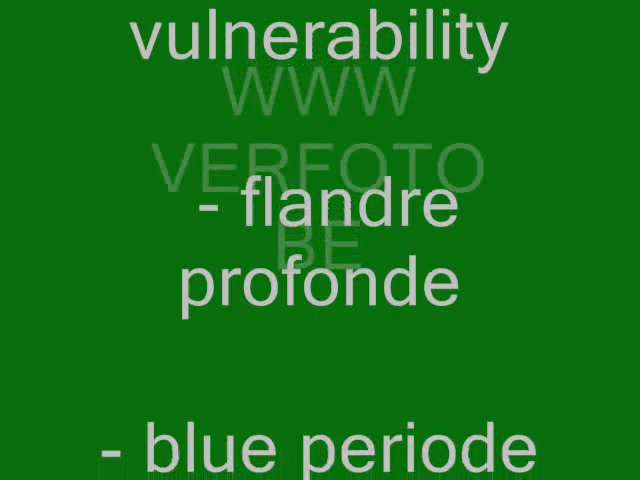 vulnerability
WWW
VERFOTO
- flandre
BE
profonde
- blue periode